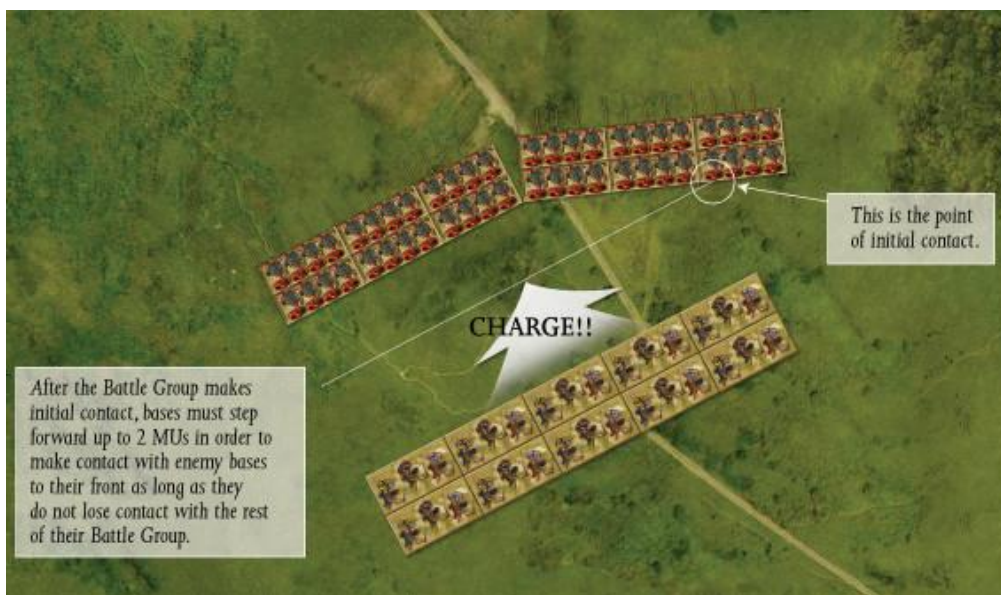 This is the point
of initial contact.
CHARGE!!
After the Battle Group makes
initial contact, bases must step
forward up to 2 MUs in order to
make contact with enemy bases
to their front as long as they
do not lose contact with the rest
of their Battle Group.